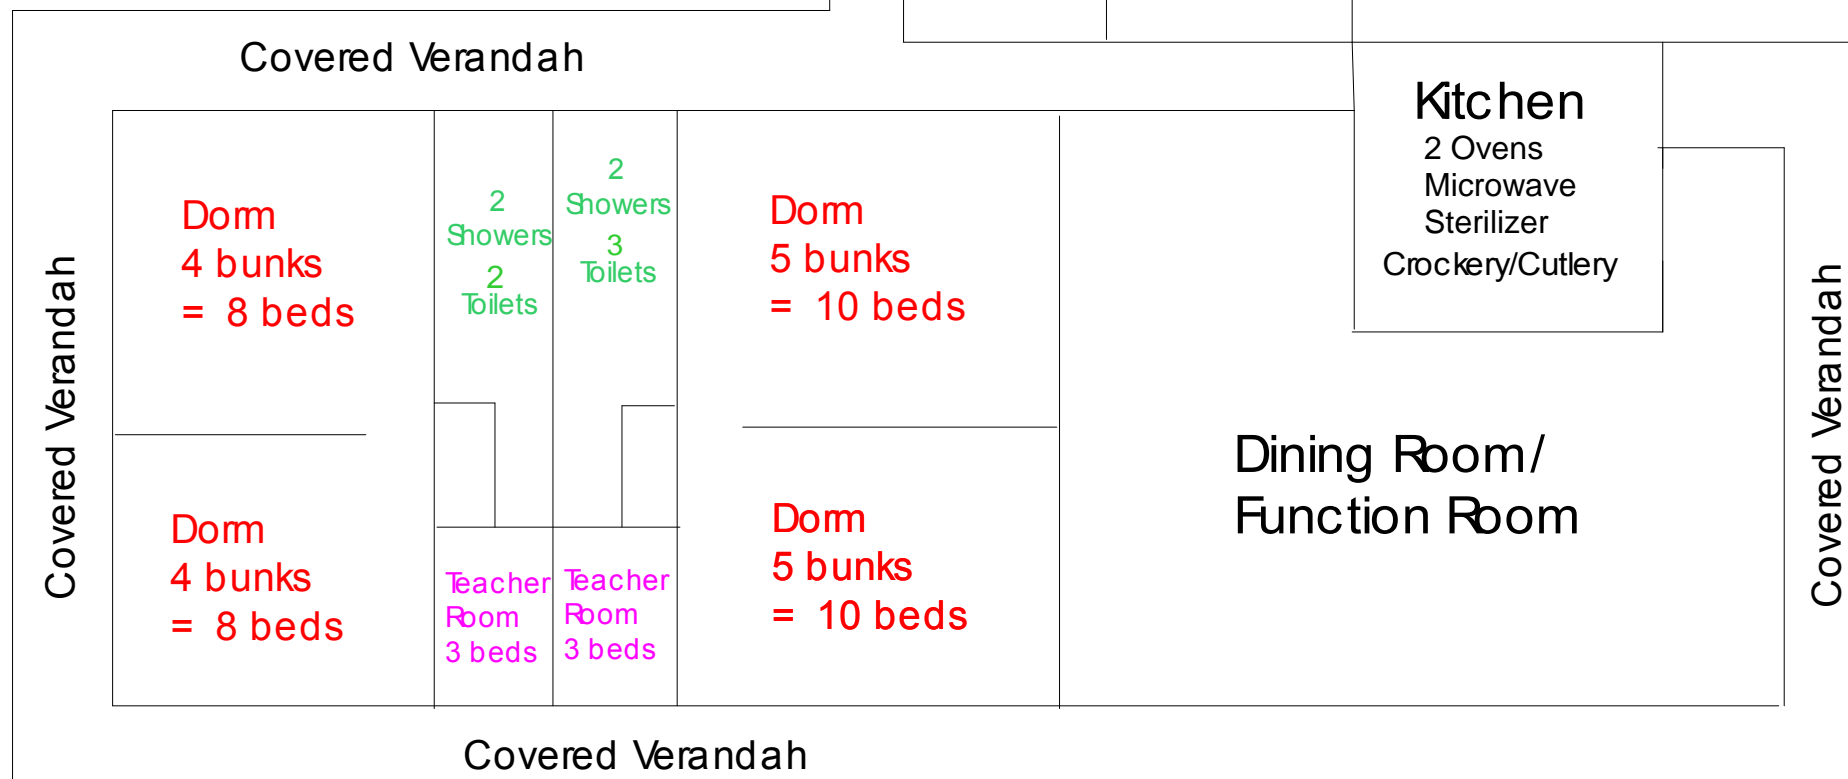 Covered Verandah
Kitchen
2 Ovens
Microwave
Sterilizer
Crockery/Cutlery
Dorm
4 bunks
= 8 beds
2
Showers
2
Toilets
2
Showers
3
Toilets
Dorm
5 bunks
= 10 beds
Covered Verandah
Covered Verandah
Dining Room/
Function Room
Dorm
4 bunks
= 8 beds
Teacher
Room
3 beds
Teacher
Room
3 beds
Dorm
5 bunks
= 10 beds
Covered Verandah